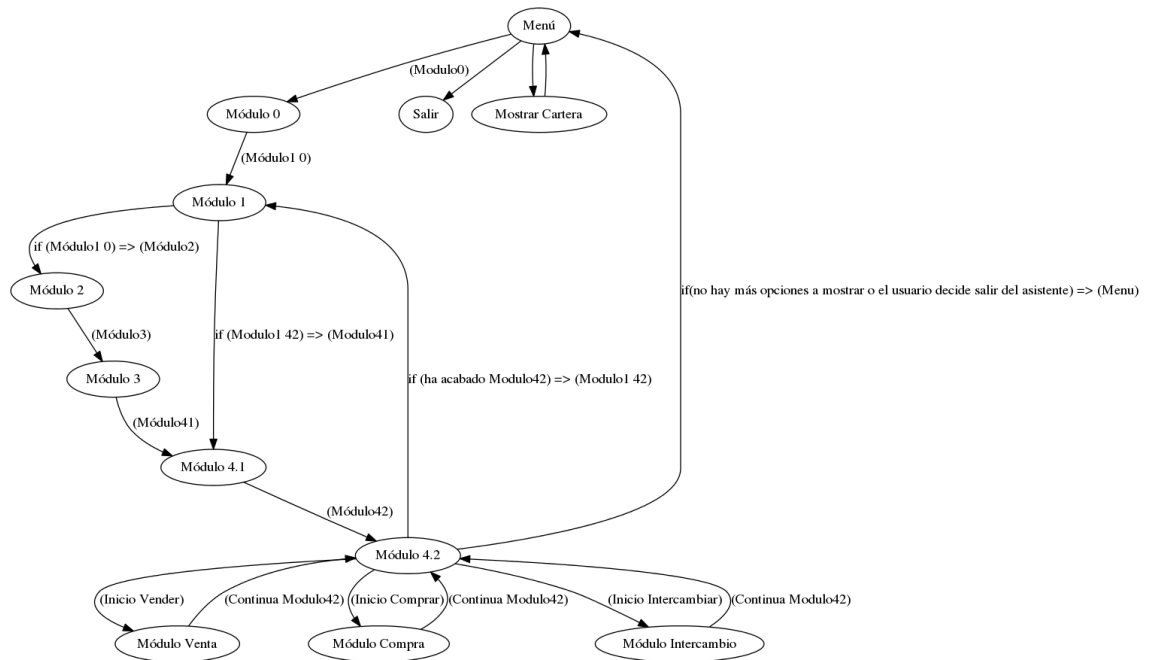 Menú
(Modulo0)
Módulo 0
Salir
Mostrar Cartera
(Módulo1 0)
Módulo 1
if (Módulo1 0) => (Módulo2)
Módulo 2
if(no hay más opciones a mostrar o el usuario decide salir del asistente) => (Menu)
(Módulo3)
if (Modulo1 42) => (Modulo41)
Módulo 3
if (ha acabado Modulo42) => (Modulo1 42)
(Módulo41)
Módulo 4.1
(Módulo42)
Módulo 4.2
(Inicio Vender)
(Continua Modulo42)
(Inicio Comprar)
(Continua Modulo42)
(Inicio Intercambiar)
(Continua Modulo42)
Módulo Venta
Módulo Compra
Módulo Intercambio